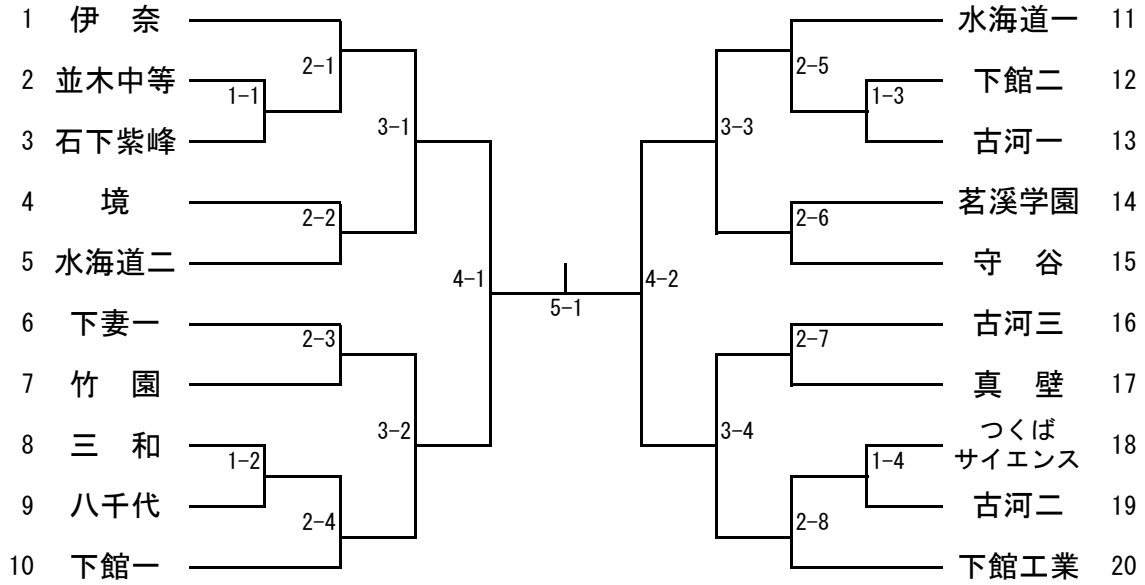 1 伊　奈
2 並木中等
3 石下紫峰
4 境
5 水海道二
6 下妻一
7 竹　園
8 三　和
9 八千代
10 下館一
1-1
1-2
2-1
2-2
2-3
2-4
3-1
3-2
4-1
5-1
4-2
3-3
3-4
2-5
2-6
2-7
2-8
1-3
1-4
水海道一 11
下館二 12
古河一 13
茗溪学園 14
守　谷 15
古河三 16
真　壁 17
つくば
サイエンス 18
古河二 19
下館工業 20